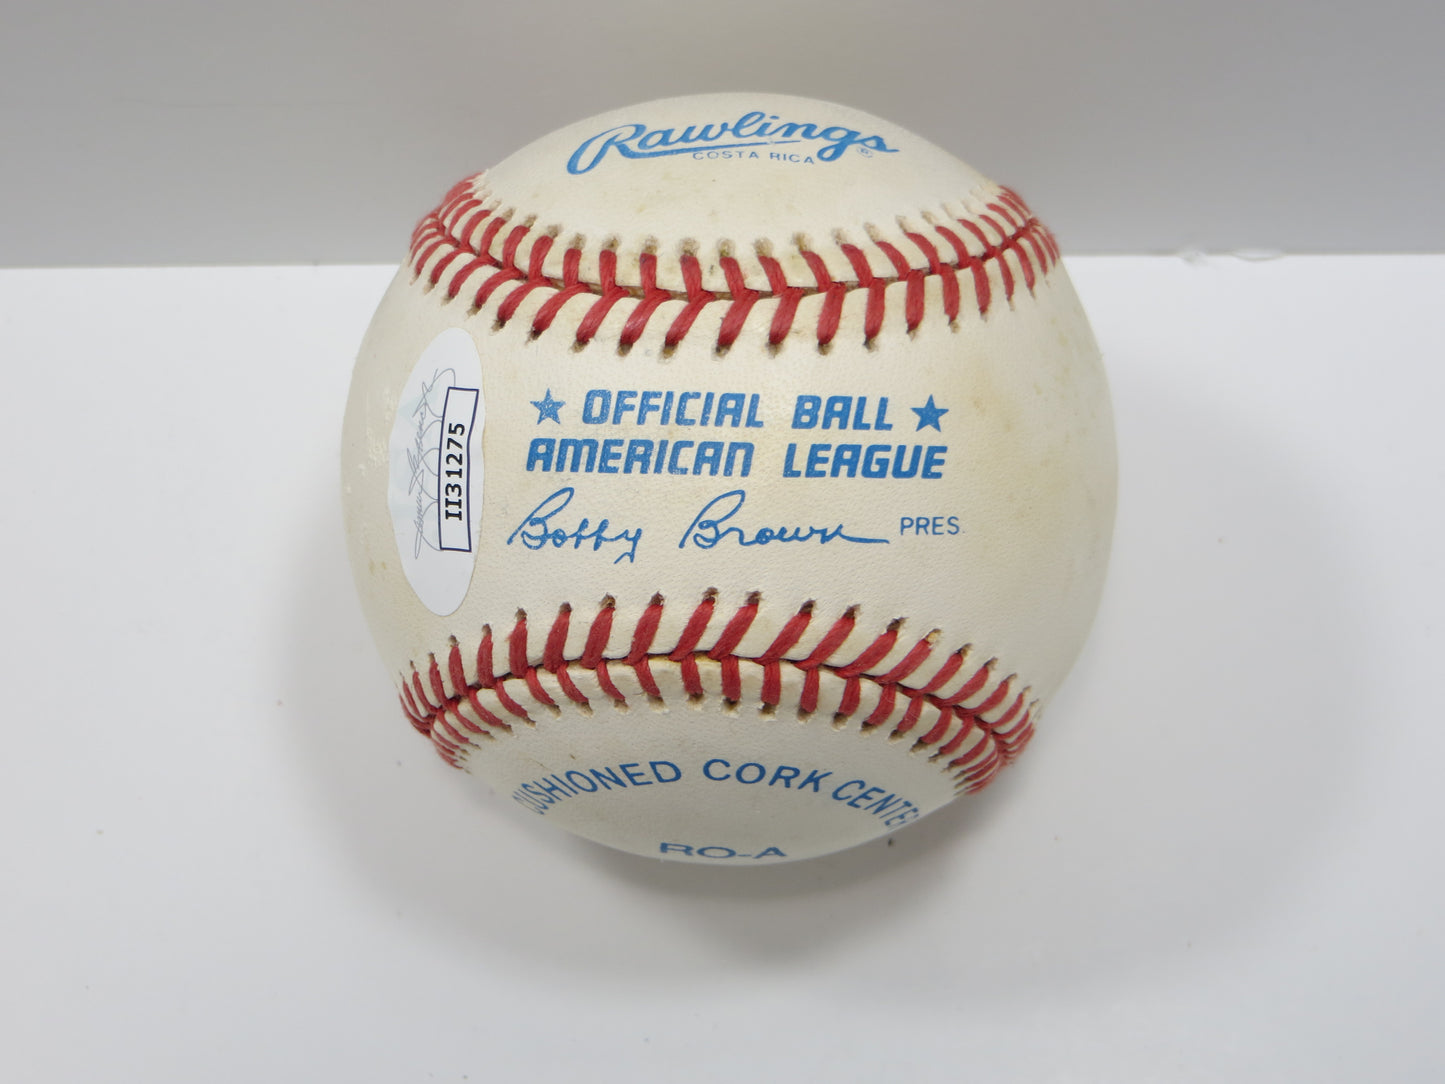 Rawlings®
COSTA RICA
OFFICIAL BALL
AMERICAN LEAGUE
Bobby Brown PRES.
II31275
CUSHIONED CORK CENTER
RO-A